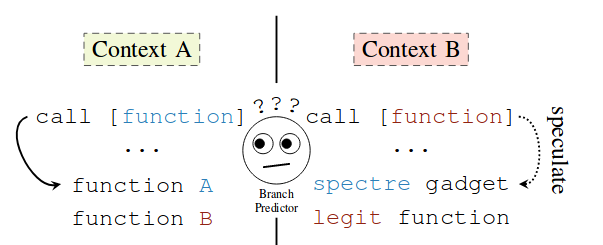 Context A
Context B
? ? ?
call [function]
call [function]
...
...
speculate
function A
spectre gadget
Branch
Predictor
function B
legit function